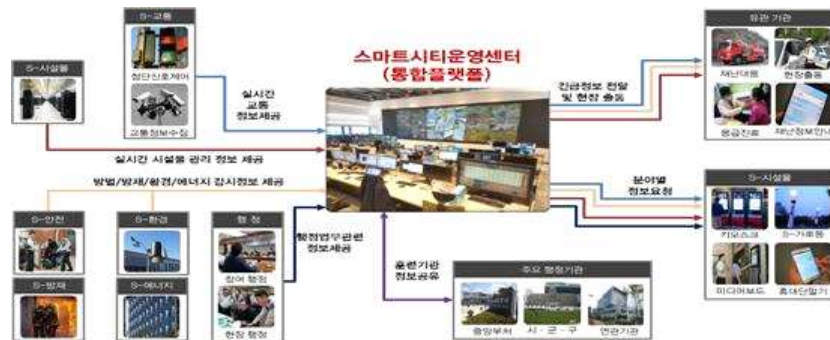 S-교통
첨단신호제어
교통정보수집
S-시설물
스마트시티운영센터
(통합플랫폼)
실시간
교통
정보제공
실시간 시설물 관리 정보 제공
방범/방재/환경/에너지 감시정보 제공
S-안전
S-환경
행 정
참여 행정
현장 행정
S-방재
S-에너지
행정업무관련
정보제공
긴급정보 전달
및 현장 출동
유관 기관
재난대응
현장출동
응급진료
재난정보안내
분야별
정보요청
S-시설물
키오스크
S-가로등
미디어보드
휴대단말기
정보공유
주요 행정기관
중앙부처
시·군·구
연관기관